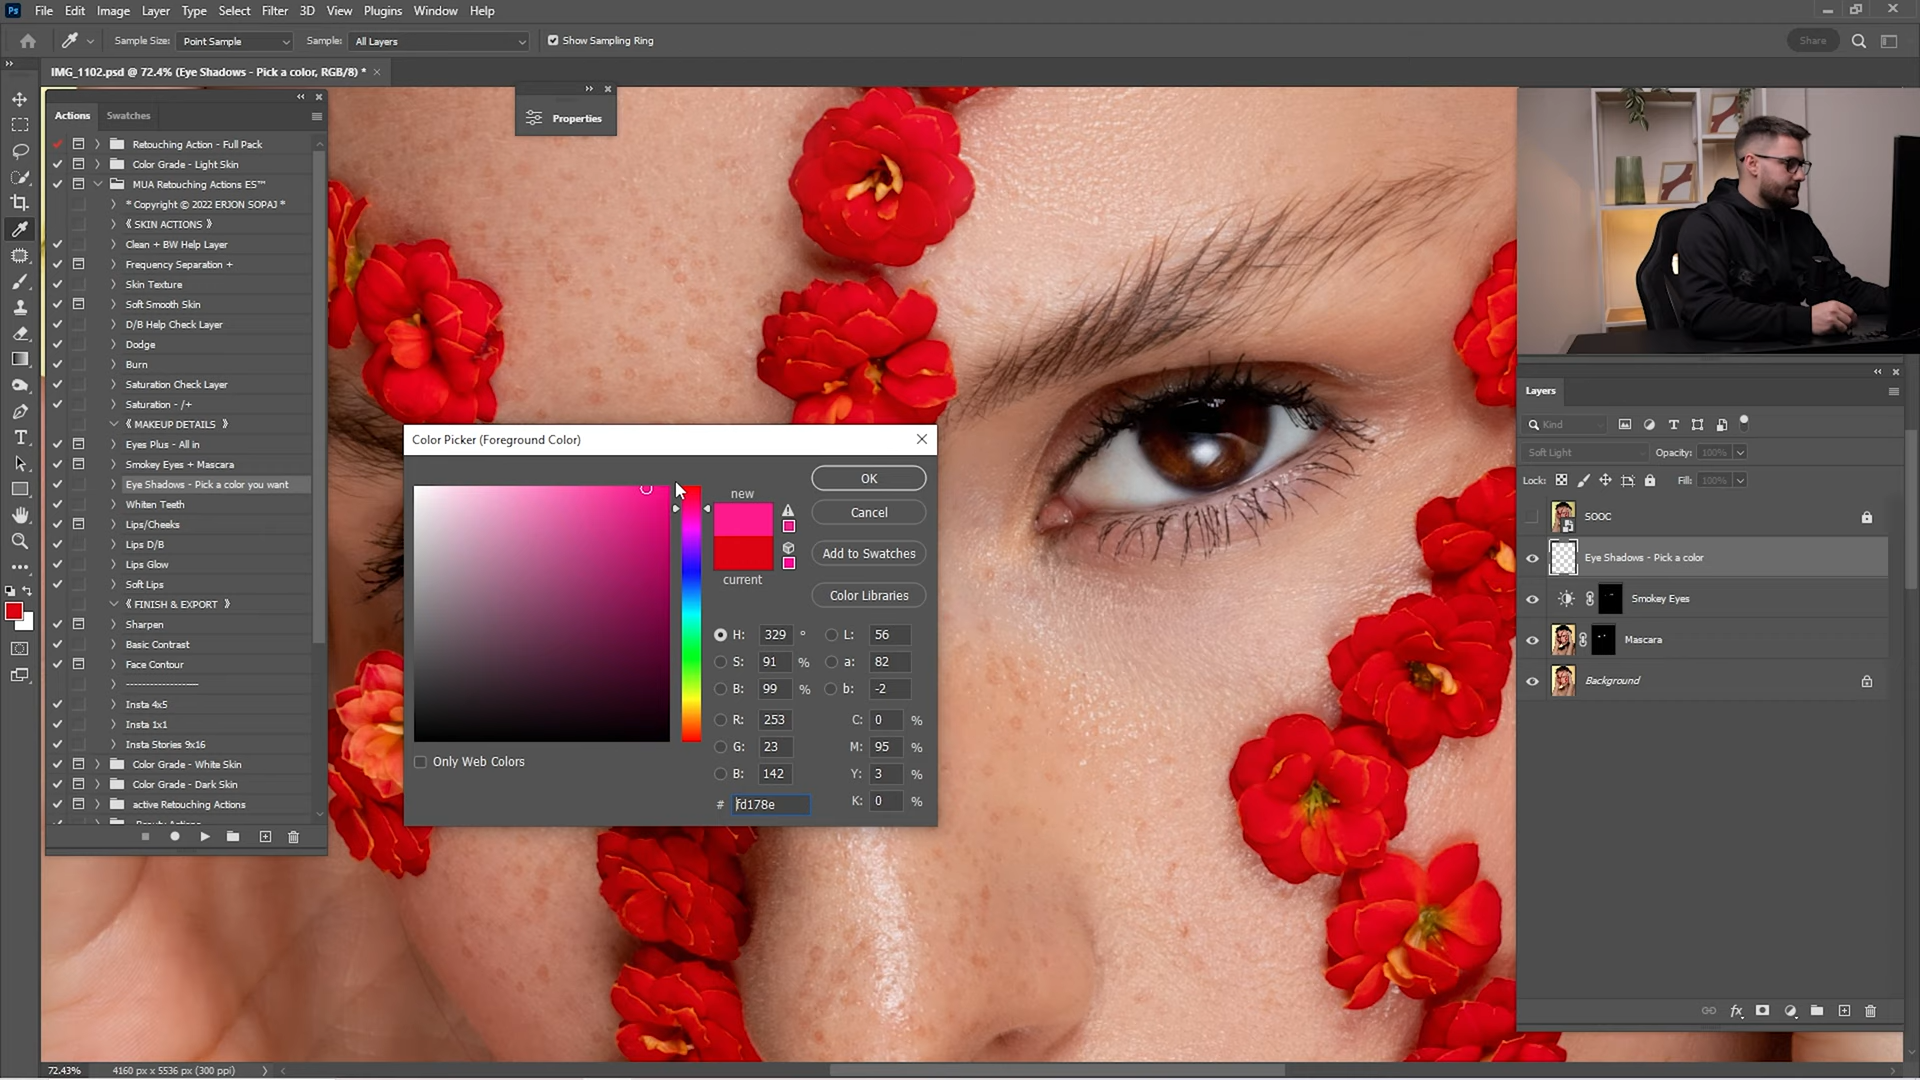 Ps File Edit Image Layer Type Select Filter 3D View Plugins Window Help
Sample Size: Point Sample Sample: All Layers Show Sampling Ring Share
IMG_1102.psd @ 72.4% (Eye Shadows - Pick a color, RGB/8) * ×
Actions Swatches
Retouching Action - Full Pack
Color Grade - Light Skin
MUA Retouching Actions ES™
* Copyright © 2022 ERJON SOPAJ *
《 SKIN ACTIONS 》
Clean + BW Help Layer
Frequency Separation +
Skin Texture
Soft Smooth Skin
D/B Help Check Layer
Dodge
Burn
Saturation Check Layer
Saturation - /+
《 MAKEUP DETAILS 》
Eyes Plus - All in
Smokey Eyes + Mascara
Eye Shadows - Pick a color you want
Whiten Teeth
Lips/Cheeks
Lips D/B
Lips Glow
Soft Lips
《 FINISH & EXPORT 》
Sharpen
Basic Contrast
Face Contour
--------------------
Insta 4x5
Insta 1x1
Insta Stories 9x16
Color Grade - White Skin
Color Grade - Dark Skin
active Retouching Actions
Properties
Color Picker (Foreground Color)
new
current
OK
Cancel
Add to Swatches
Color Libraries
H: 329 ° L: 56
S: 91 % a: 82
B: 99 % b: -2
R: 253 C: 0 %
G: 23 M: 95 %
B: 142 Y: 3 %
# fd178e K: 0 %
Only Web Colors
Layers
Kind
Soft Light Opacity: 100%
Lock: Fill: 100%
SOOC
Eye Shadows - Pick a color
Smokey Eyes
Mascara
Background
fx
72.43% 4160 px x 5536 px (300 ppi)